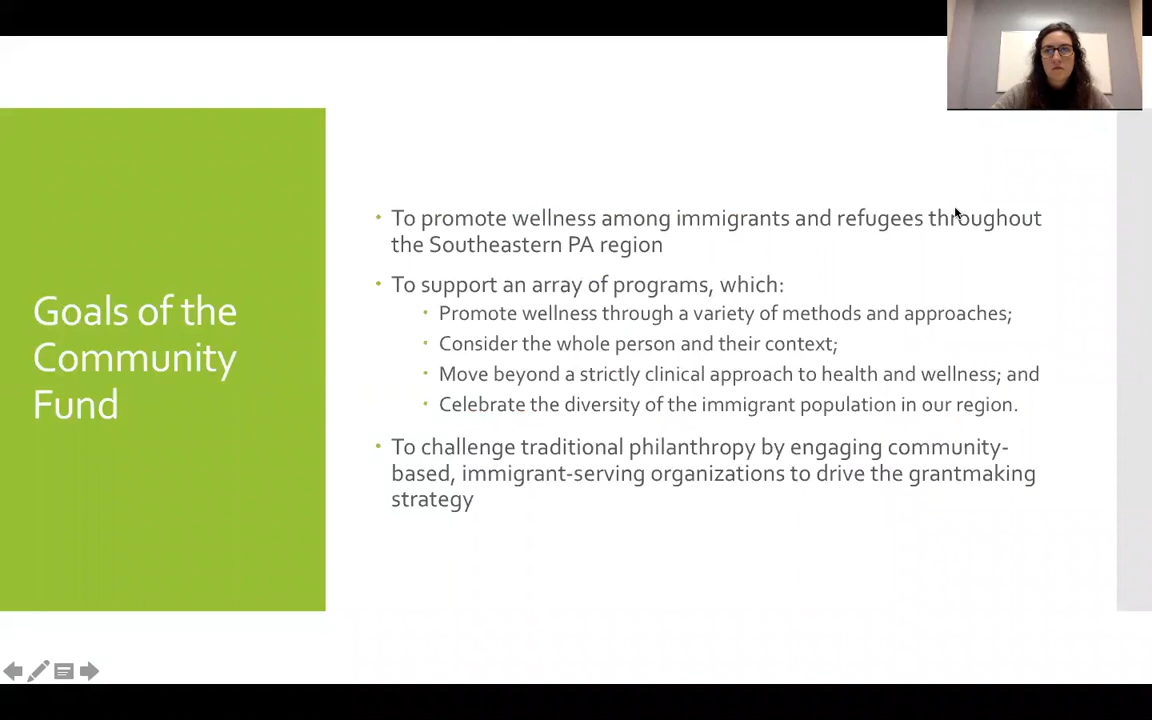 Goals of the
Community
Fund
• To promote wellness among immigrants and refugees throughout
the Southeastern PA region
• To support an array of programs, which:
• Promote wellness through a variety of methods and approaches;
• Consider the whole person and their context;
• Move beyond a strictly clinical approach to health and wellness; and
• Celebrate the diversity of the immigrant population in our region.
• To challenge traditional philanthropy by engaging community-
based, immigrant-serving organizations to drive the grantmaking
strategy